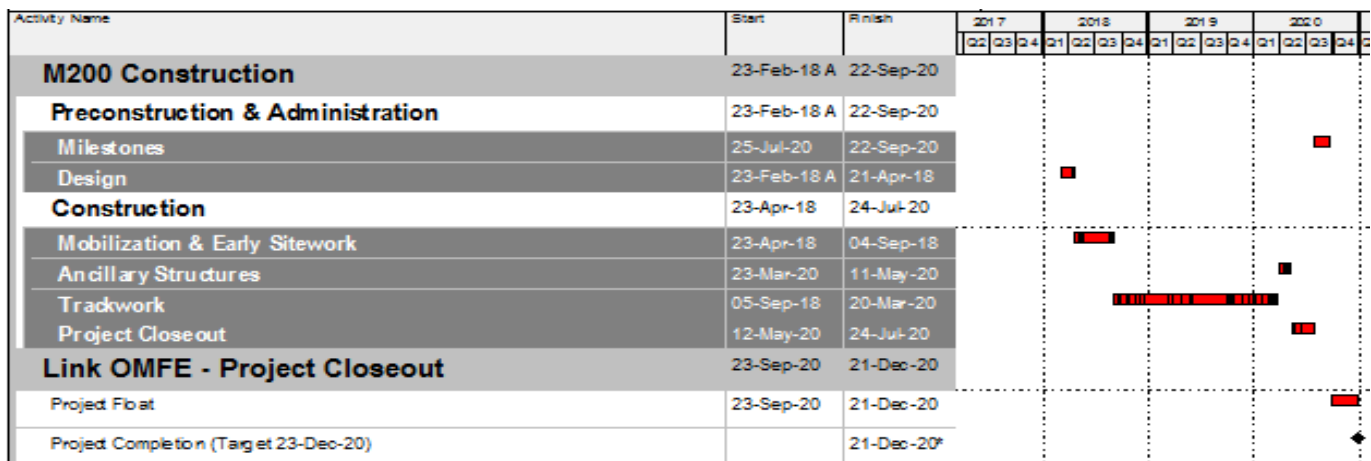 Activity Name Start Finish 2017 2018 2019 2020
Q2 Q3 Q4 Q1 Q2 Q3 Q4 Q1 Q2 Q3 Q4 Q1 Q2 Q3 Q4
M200 Construction 23-Feb-18 A 22-Sep-20
Preconstruction & Administration 23-Feb-18 A 22-Sep-20
Milestones 25-Jul-20 22-Sep-20
Design 23-Feb-18 A 21-Apr-18
Construction 23-Apr-18 24-Jul-20
Mobilization & Early Sitework 23-Apr-18 04-Sep-18
Ancillary Structures 23-Mar-20 11-May-20
Trackwork 05-Sep-18 20-Mar-20
Project Closeout 12-May-20 24-Jul-20
Link OMFE - Project Closeout 23-Sep-20 21-Dec-20
Project Float 23-Sep-20 21-Dec-20
Project Completion (Target 23-Dec-20) 21-Dec-20*